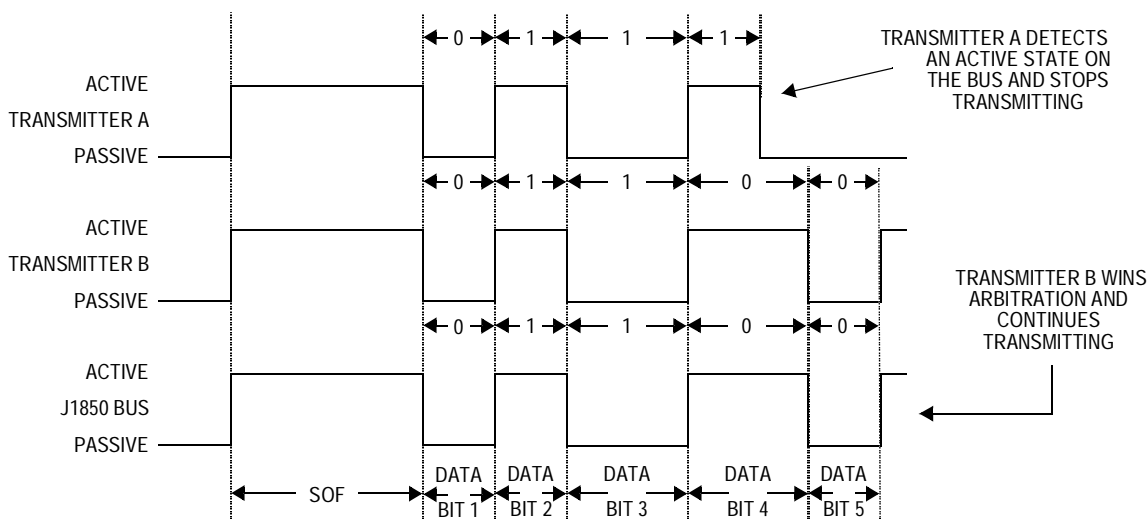 0 1 1 1
TRANSMITTER A DETECTS
AN ACTIVE STATE ON
THE BUS AND STOPS
TRANSMITTING
ACTIVE
TRANSMITTER A
PASSIVE
0 1 1 0 0
ACTIVE
TRANSMITTER B
PASSIVE
TRANSMITTER B WINS
ARBITRATION AND
CONTINUES
TRANSMITTING
0 1 1 0 0
ACTIVE
J1850 BUS
PASSIVE
SOF
DATA
BIT 1
DATA
BIT 2
DATA
BIT 3
DATA
BIT 4
DATA
BIT 5